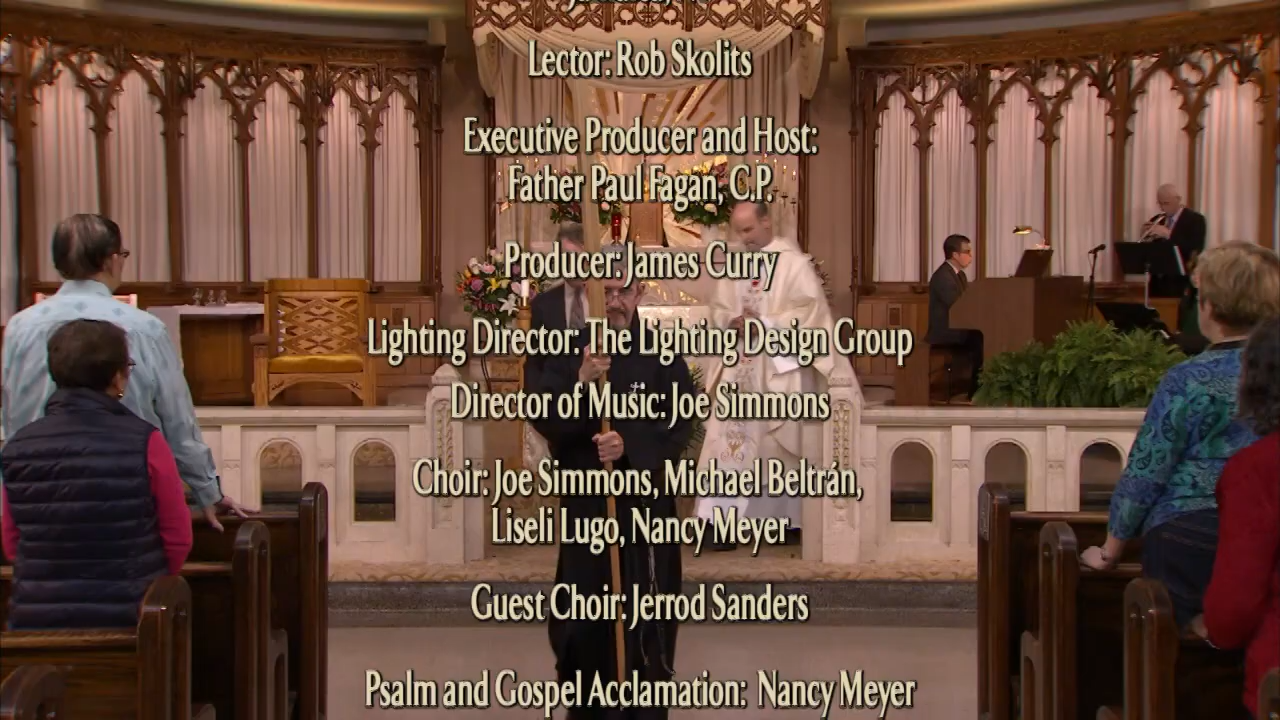 Lector: Rob Skolits
Executive Producer and Host:
Father Paul Fagan, C.P.
Producer: James Curry
Lighting Director: The Lighting Design Group
Director of Music: Joe Simmons
Choir: Joe Simmons, Michael Beltrán,
Liseli Lugo, Nancy Meyer
Guest Choir: Jerrod Sanders
Psalm and Gospel Acclamation: Nancy Meyer